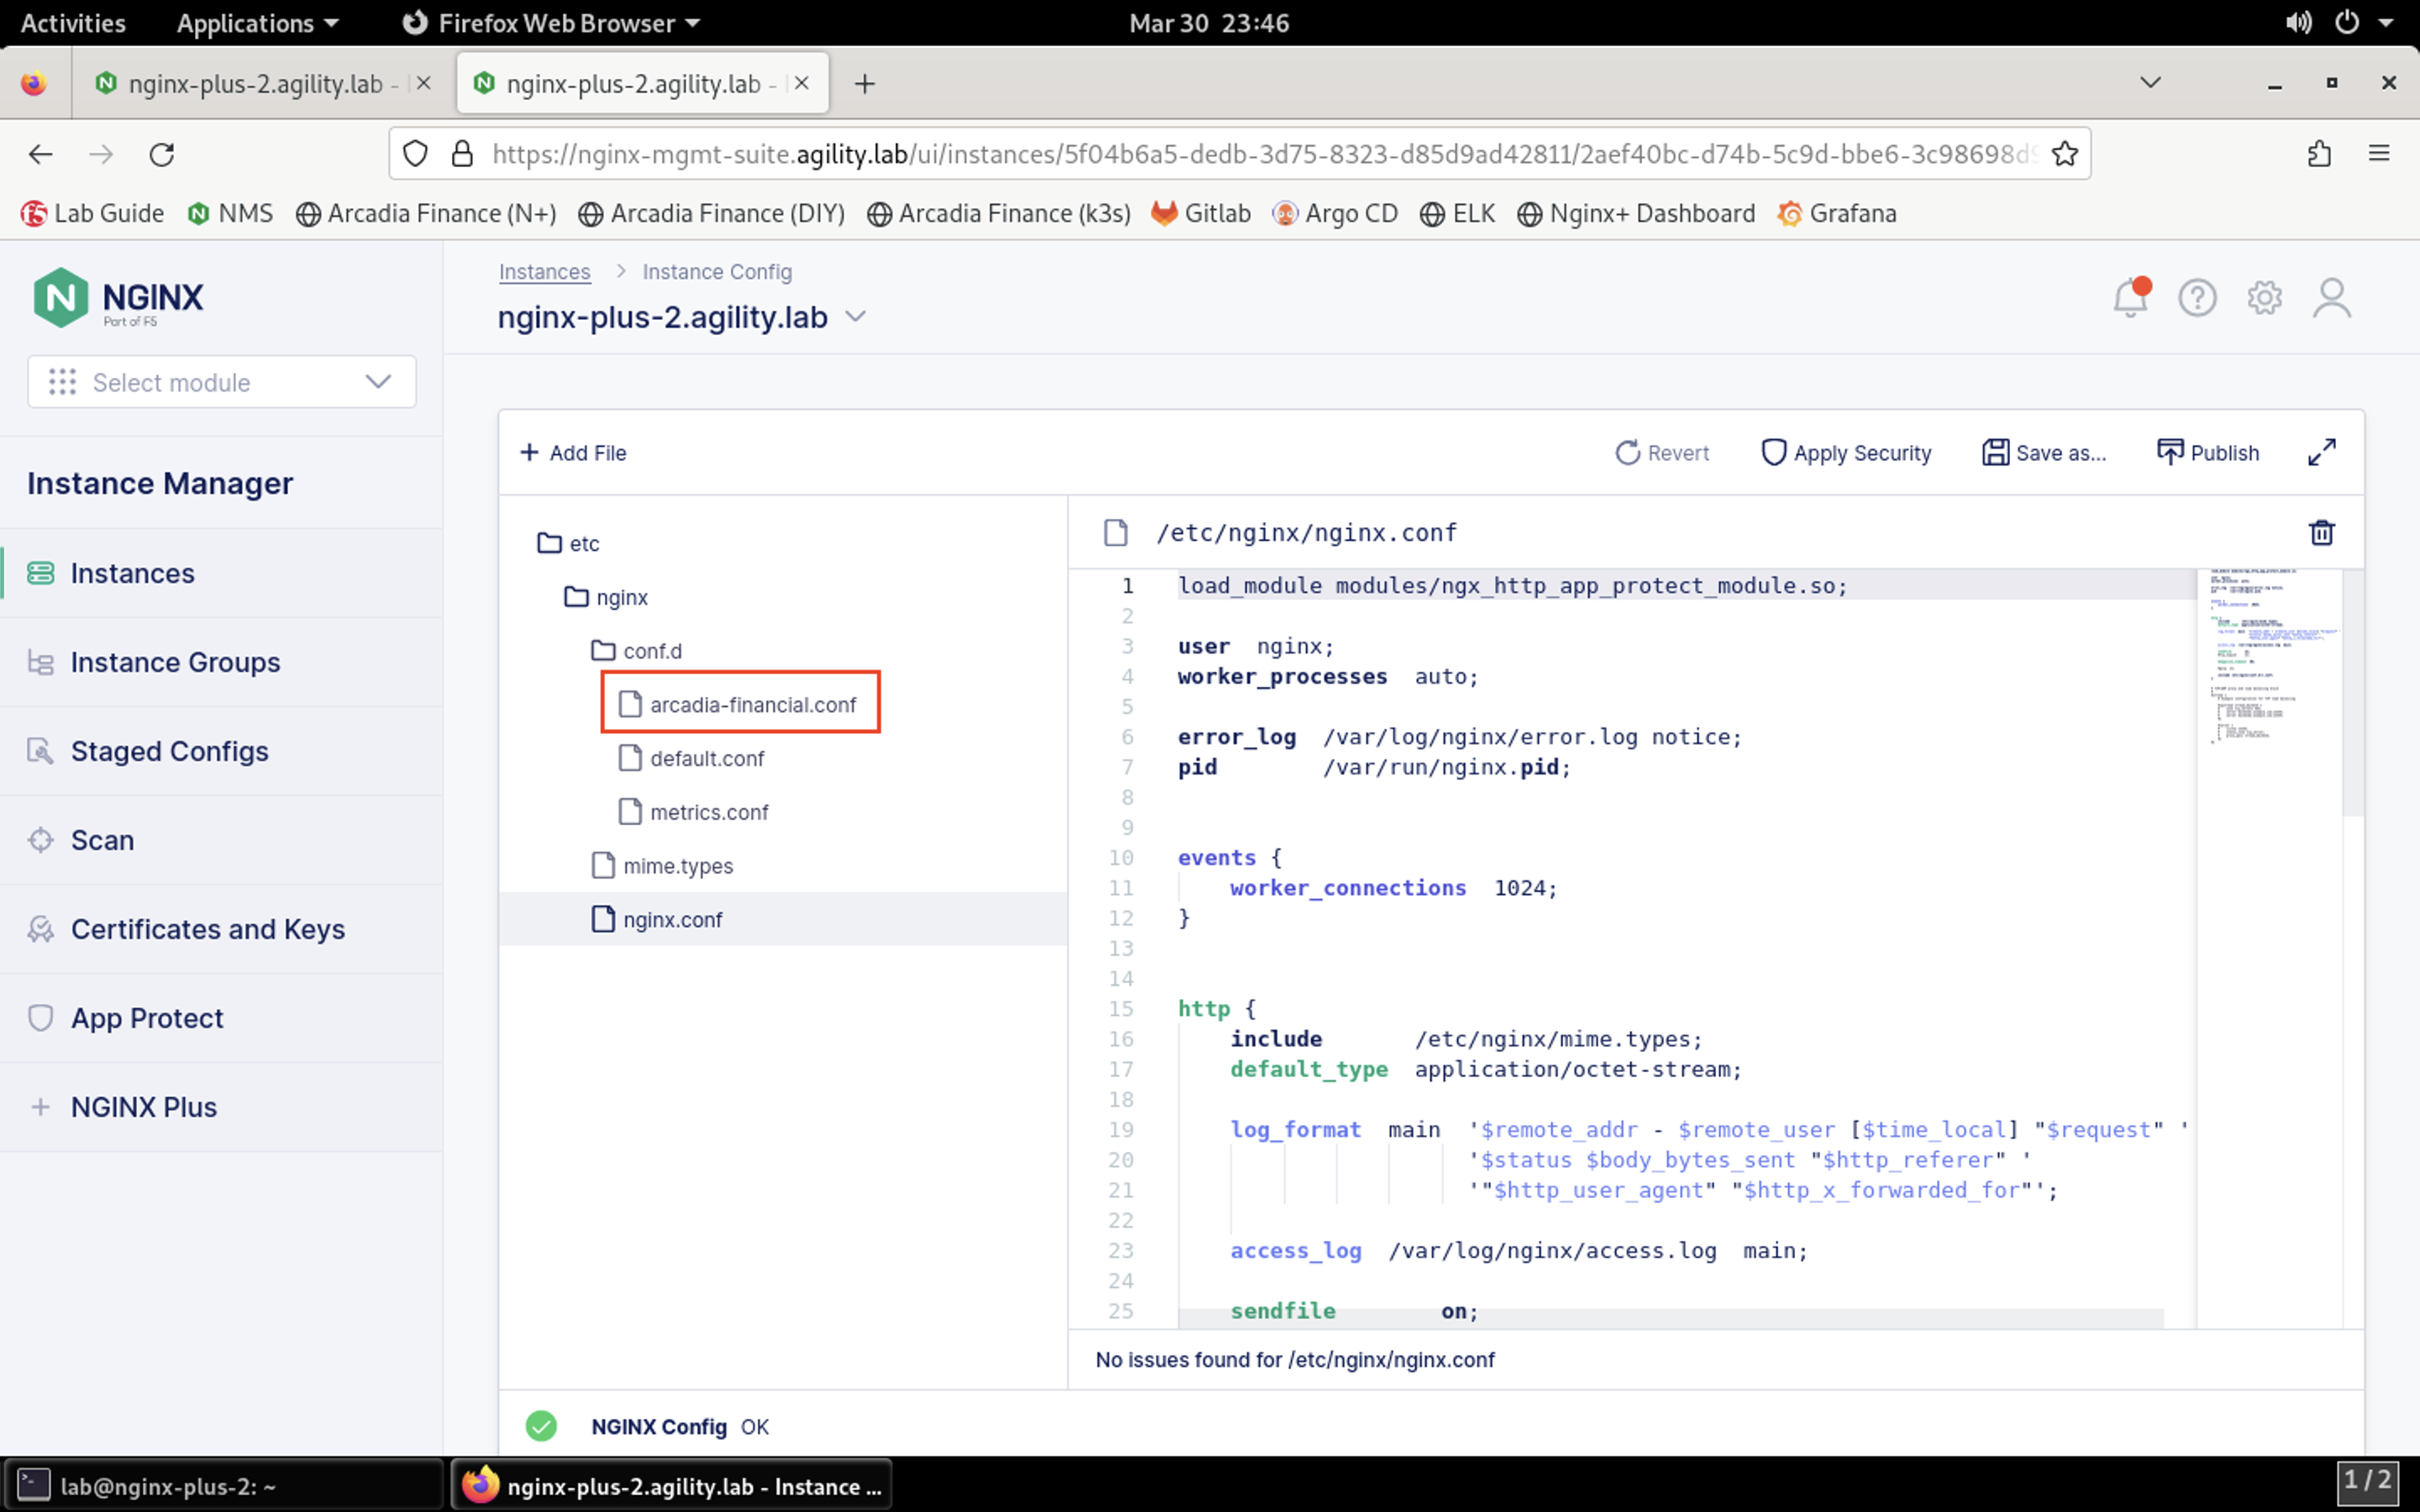 Activities Applications Firefox Web Browser Mar 30 23:46
nginx-plus-2.agility.lab - nginx-plus-2.agility.lab -
https://nginx-mgmt-suite.agility.lab/ui/instances/5f04b6a5-dedb-3d75-8323-d85d9ad42811/2aef40bc-d74b-5c9d-bbe6-3c98698d
Lab Guide NMS Arcadia Finance (N+) Arcadia Finance (DIY) Arcadia Finance (k3s) Gitlab Argo CD ELK Nginx+ Dashboard Grafana
NGINX
Part of F5
Select module
Instance Manager
Instances
Instance Groups
Staged Configs
Scan
Certificates and Keys
App Protect
NGINX Plus
Instances > Instance Config
nginx-plus-2.agility.lab
+ Add File Revert Apply Security Save as... Publish
etc
nginx
conf.d
arcadia-financial.conf
default.conf
metrics.conf
mime.types
nginx.conf
/etc/nginx/nginx.conf
1 load_module modules/ngx_http_app_protect_module.so;
2
3 user  nginx;
4 worker_processes  auto;
5
6 error_log  /var/log/nginx/error.log notice;
7 pid        /var/run/nginx.pid;
8
9
10 events {
11     worker_connections  1024;
12 }
13
14
15 http {
16     include       /etc/nginx/mime.types;
17     default_type  application/octet-stream;
18
19     log_format  main  '$remote_addr - $remote_user [$time_local] "$request" '
20                       '$status $body_bytes_sent "$http_referer" '
21                       '"$http_user_agent" "$http_x_forwarded_for"';
22
23     access_log  /var/log/nginx/access.log  main;
24
25     sendfile        on;
No issues found for /etc/nginx/nginx.conf
NGINX Config OK
lab@nginx-plus-2: ~ nginx-plus-2.agility.lab - Instance ... 1 / 2